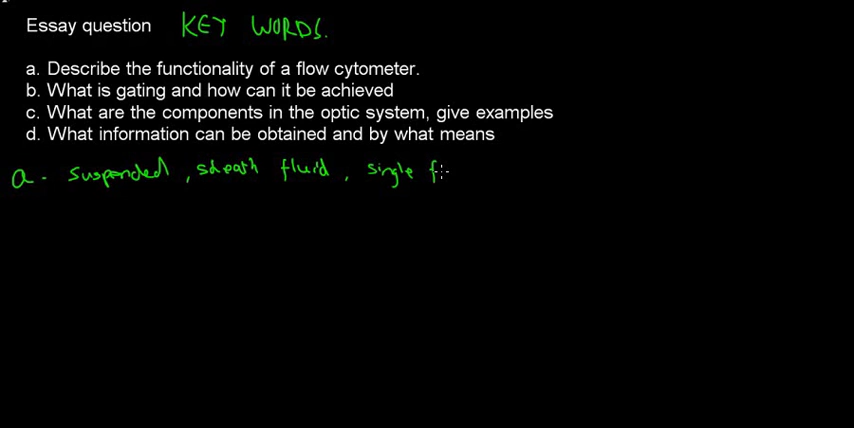 Essay question KEY WORDS.
a. Describe the functionality of a flow cytometer.
b. What is gating and how can it be achieved
c. What are the components in the optic system, give examples
d. What information can be obtained and by what means
a. suspended, sheath fluid, single f